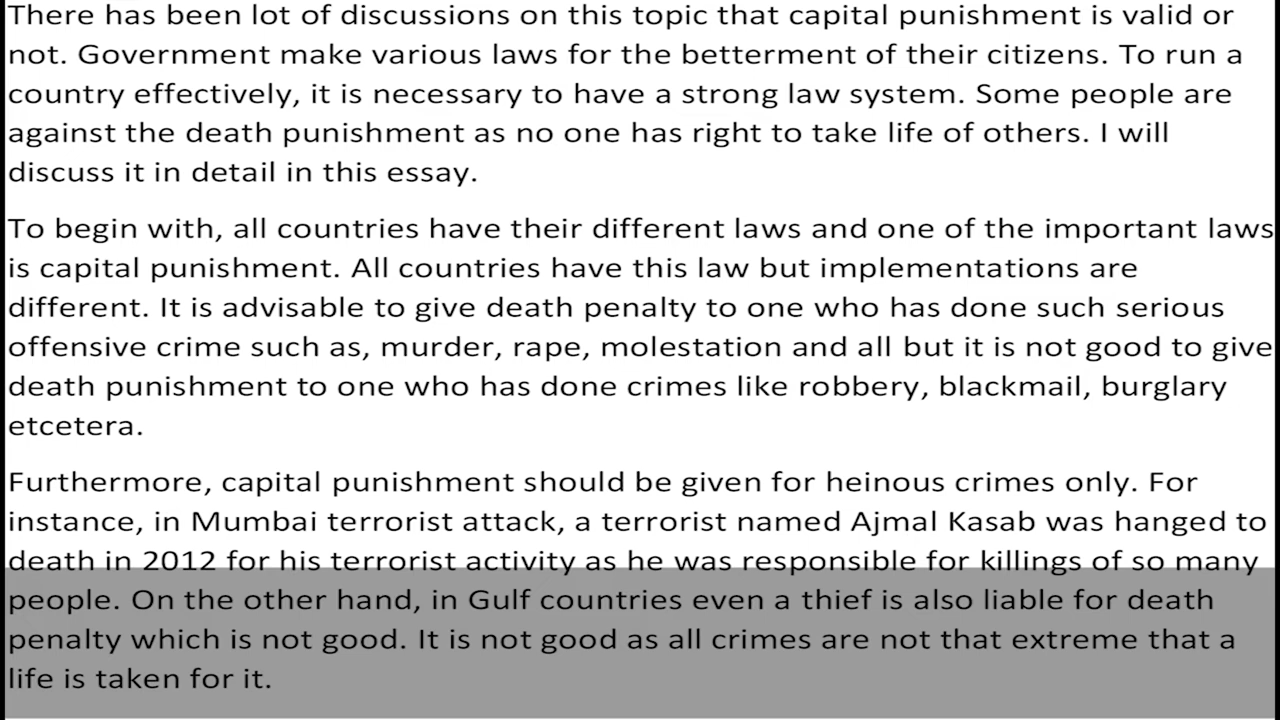 There has been lot of discussions on this topic that capital punishment is valid or
not. Government make various laws for the betterment of their citizens. To run a
country effectively, it is necessary to have a strong law system. Some people are
against the death punishment as no one has right to take life of others. I will
discuss it in detail in this essay.
To begin with, all countries have their different laws and one of the important laws
is capital punishment. All countries have this law but implementations are
different. It is advisable to give death penalty to one who has done such serious
offensive crime such as, murder, rape, molestation and all but it is not good to give
death punishment to one who has done crimes like robbery, blackmail, burglary
etcetera.
Furthermore, capital punishment should be given for heinous crimes only. For
instance, in Mumbai terrorist attack, a terrorist named Ajmal Kasab was hanged to
death in 2012 for his terrorist activity as he was responsible for killings of so many
people. On the other hand, in Gulf countries even a thief is also liable for death
penalty which is not good. It is not good as all crimes are not that extreme that a
life is taken for it.